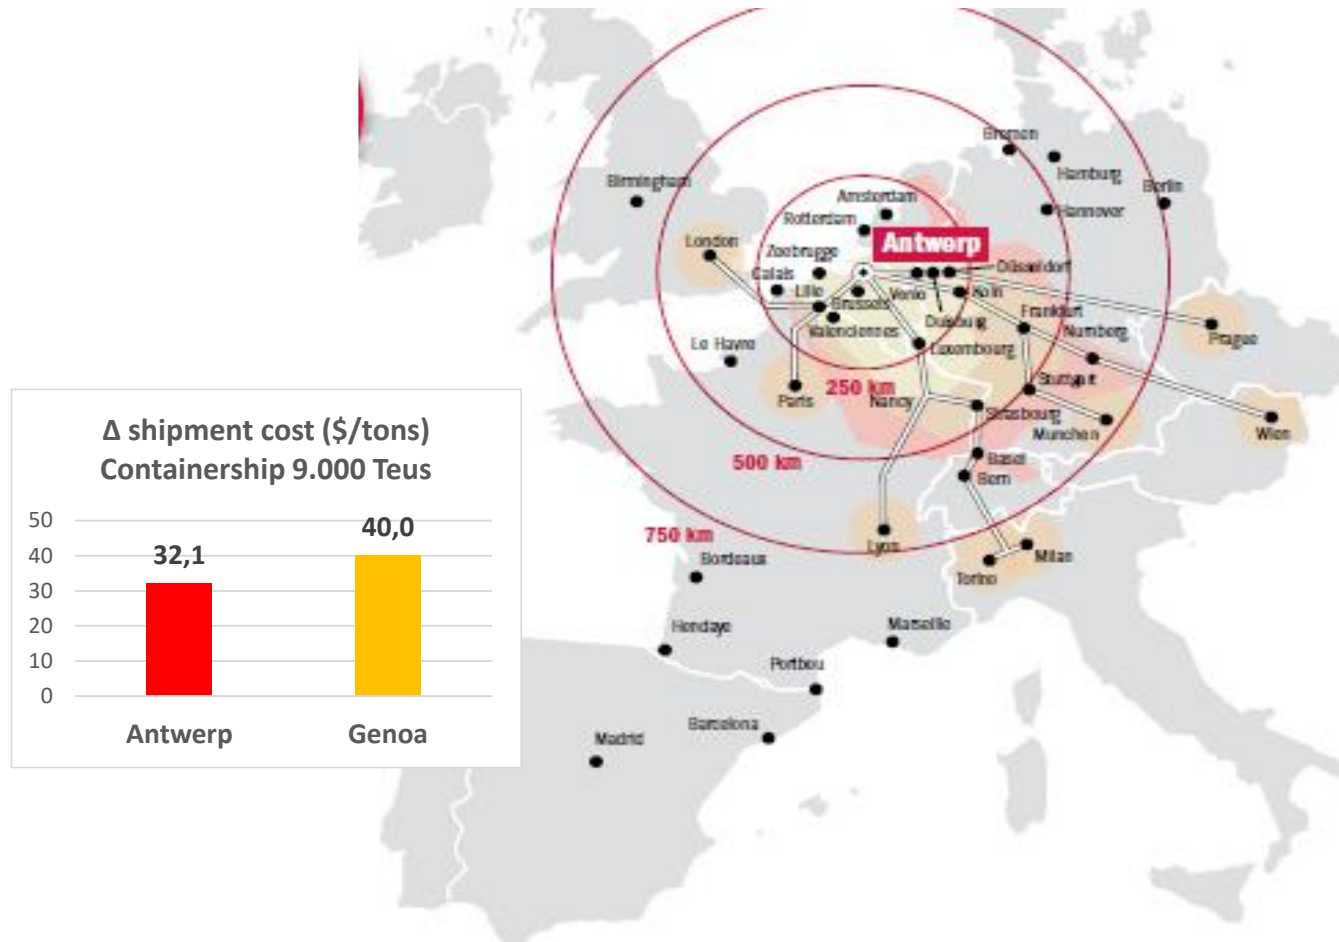 Δ shipment cost ($/tons)
Containership 9.000 Teus
50
40
30
20
10
0
32,1
40,0
Antwerp
Genoa
Bremen
Hamburg
Berlin
Birmingham
Amsterdam
Hannover
Rotterdam
London
Antwerp
Zeebrugge
Calais
Düsseldorf
Lille
Brussels
Venlo
Koln
Valenciennes
Duisburg
Frankfurt
Nurnberg
Prague
Le Havre
Luxembourg
250 km
Stuttgart
Paris
Nancy
Strasbourg
Munchen
Wien
500 km
Basel
Bern
750 km
Lyon
Bordeaux
Milan
Torino
Hendaye
Marseille
Portbou
Barcelona
Madrid